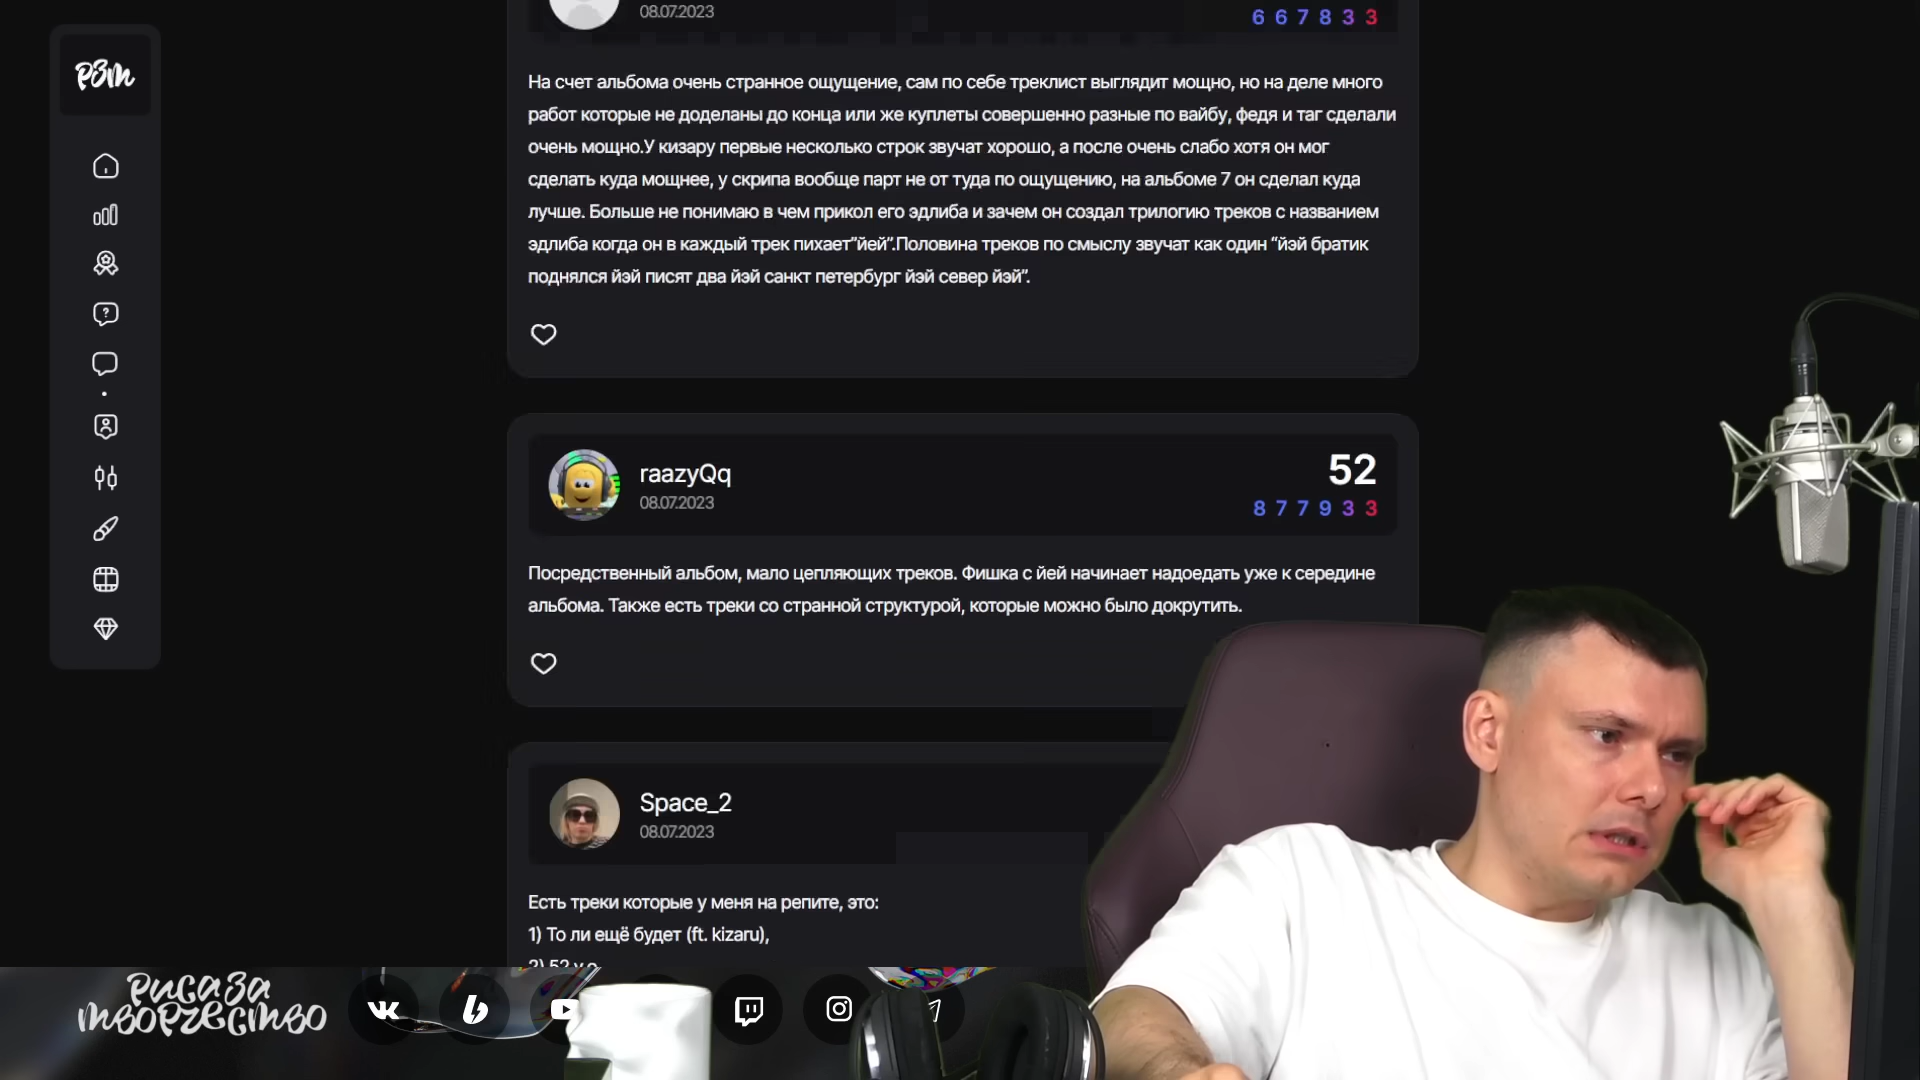 РЗТ
08.07.2023
6 6 7 8 3 3
На счет альбома очень странное ощущение, сам по себе треклист выглядит мощно, но на деле много
работ которые не доделаны до конца или же куплеты совершенно разные по вайбу, федя и таг сделали
очень мощно.У кизару первые несколько строк звучат хорошо, а после очень слабо хотя он мог
сделать куда мощнее, у скрипа вообще парт не от туда по ощущению, на альбоме 7 он сделал куда
лучше. Больше не понимаю в чем прикол его эдлиба и зачем он создал трилогию треков с названием
эдлиба когда он в каждый трек пихает"йей".Половина треков по смыслу звучат как один “йэй братик
поднялся йэй писят два йэй санкт петербург йэй север йэй”.
raazyQq
08.07.2023
52
8 7 7 9 3 3
Посредственный альбом, мало цепляющих треков. Фишка с йей начинает надоедать уже к середине
альбома. Также есть треки со странной структурой, которые можно было докрутить.
Space_2
08.07.2023
Есть треки которые у меня на репите, это:
1) То ли ещё будет (ft. kizaru),
риса за
творчество